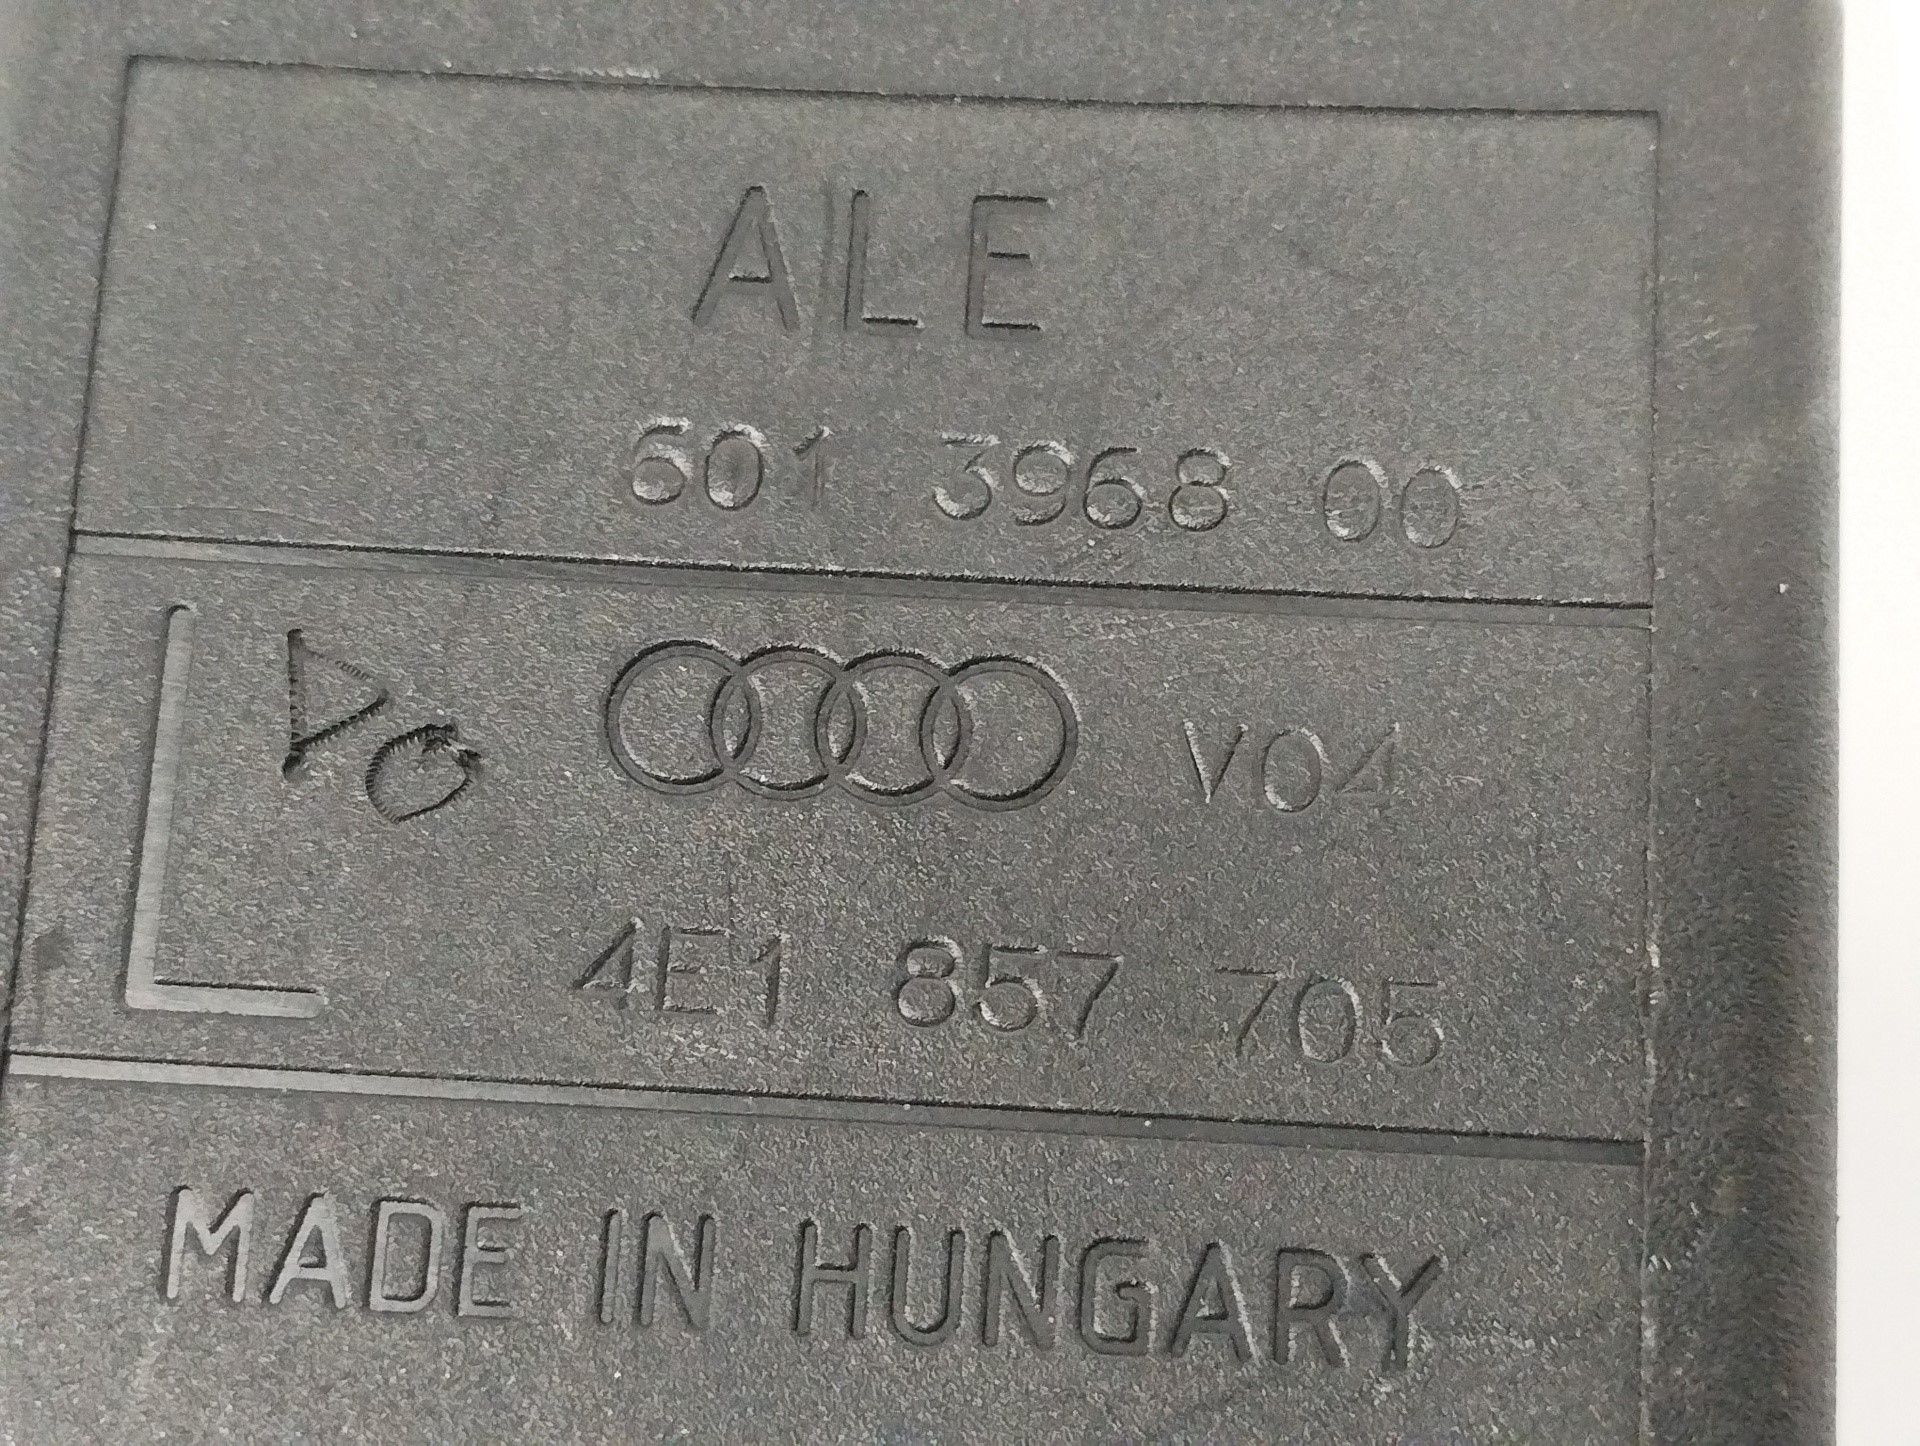 ALE
601 3968 00
L V04
4E1 857 705
MADE IN HUNGARY